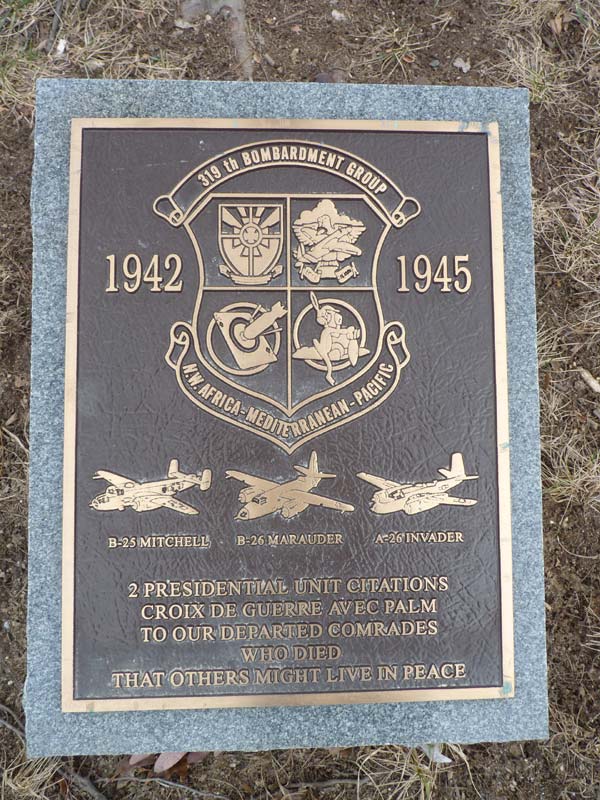 319 th BOMBARDMENT GROUP
1942
1945
N.W. AFRICA - MEDITERRANEAN - PACIFIC
B-25 MITCHELL
B-26 MARAUDER
A-26 INVADER
2 PRESIDENTIAL UNIT CITATIONS
CROIX DE GUERRE AVEC PALM
TO OUR DEPARTED COMRADES
WHO DIED
THAT OTHERS MIGHT LIVE IN PEACE